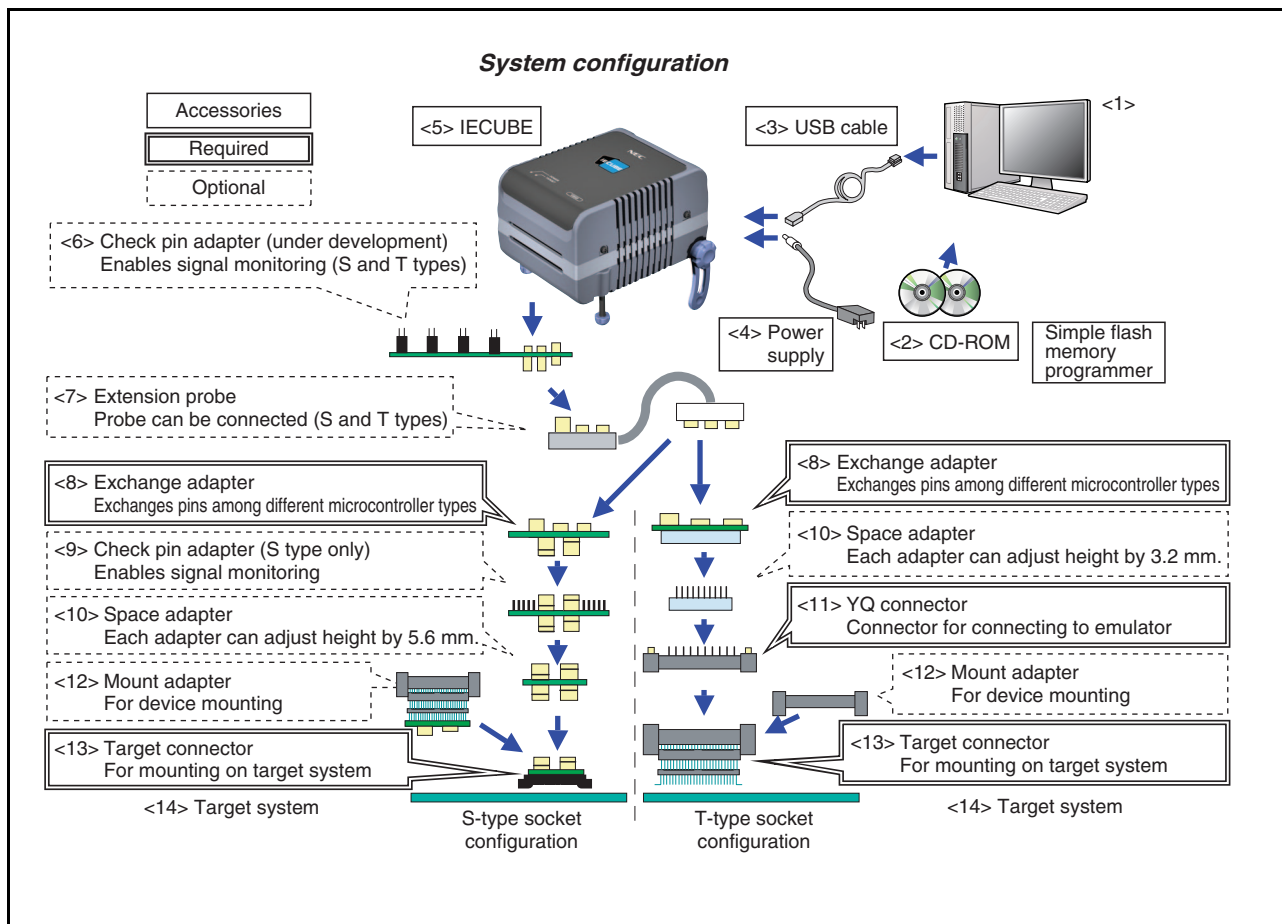 System configuration
Accessories
Required
Optional
<5> IECUBE
NEC
<3> USB cable
<1>
<6> Check pin adapter (under development)
Enables signal monitoring (S and T types)
<4> Power
supply
<2> CD-ROM
Simple flash
memory
programmer
<7> Extension probe
Probe can be connected (S and T types)
<8> Exchange adapter
Exchanges pins among different microcontroller types
<9> Check pin adapter (S type only)
Enables signal monitoring
<10> Space adapter
Each adapter can adjust height by 5.6 mm.
<12> Mount adapter
For device mounting
<13> Target connector
For mounting on target system
<14> Target system
S-type socket
configuration
<8> Exchange adapter
Exchanges pins among different microcontroller types
<10> Space adapter
Each adapter can adjust height by 3.2 mm.
<11> YQ connector
Connector for connecting to emulator
<12> Mount adapter
For device mounting
<13> Target connector
For mounting on target system
<14> Target system
T-type socket
configuration